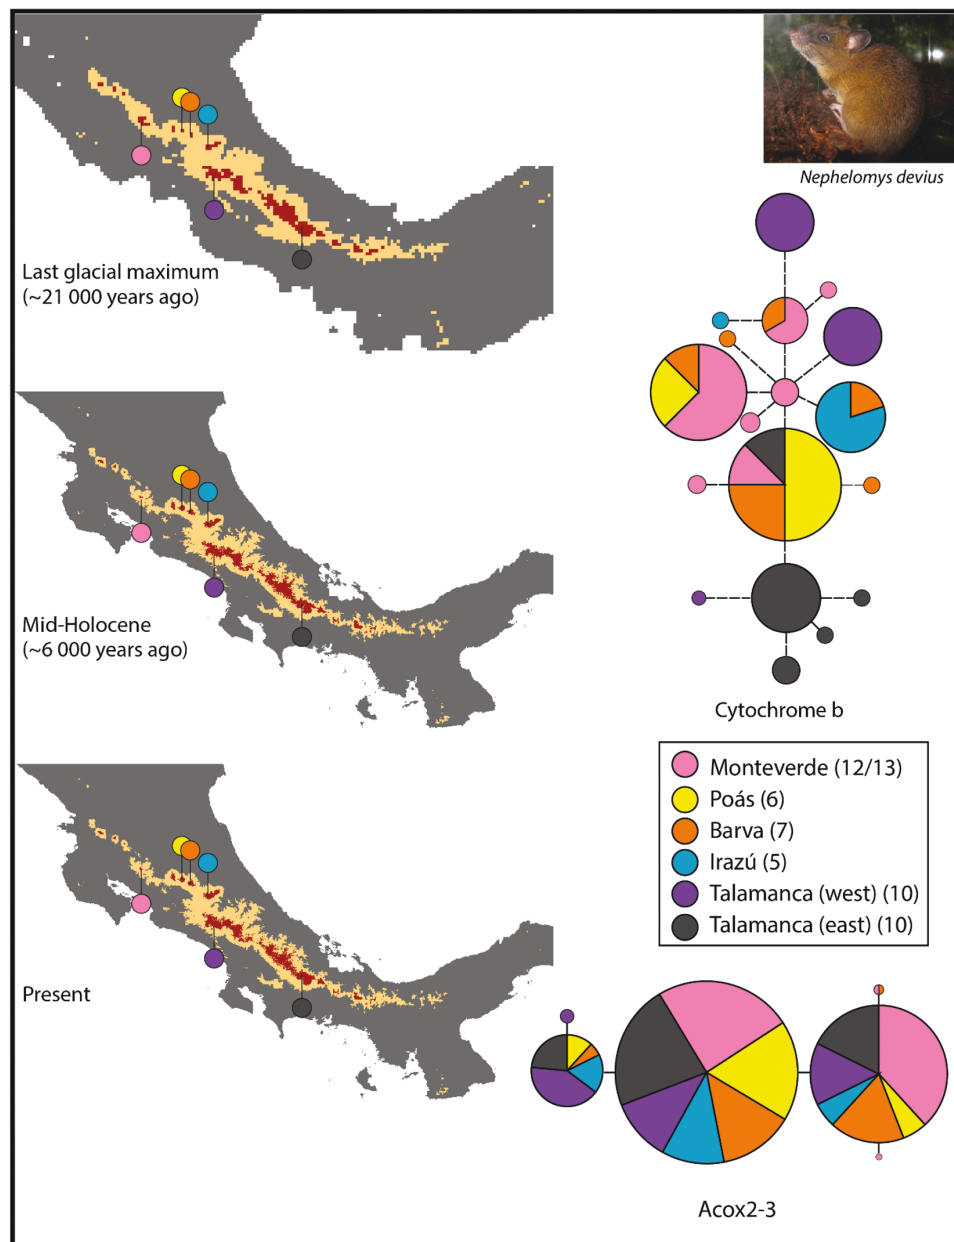 Nephelomys devius
Last glacial maximum
(~21 000 years ago)
Mid-Holocene
(~6 000 years ago)
Cytochrome b
Monteverde (12/13)
Poás (6)
Barva (7)
Irazú (5)
Talamanca (west) (10)
Talamanca (east) (10)
Present
Acox2-3